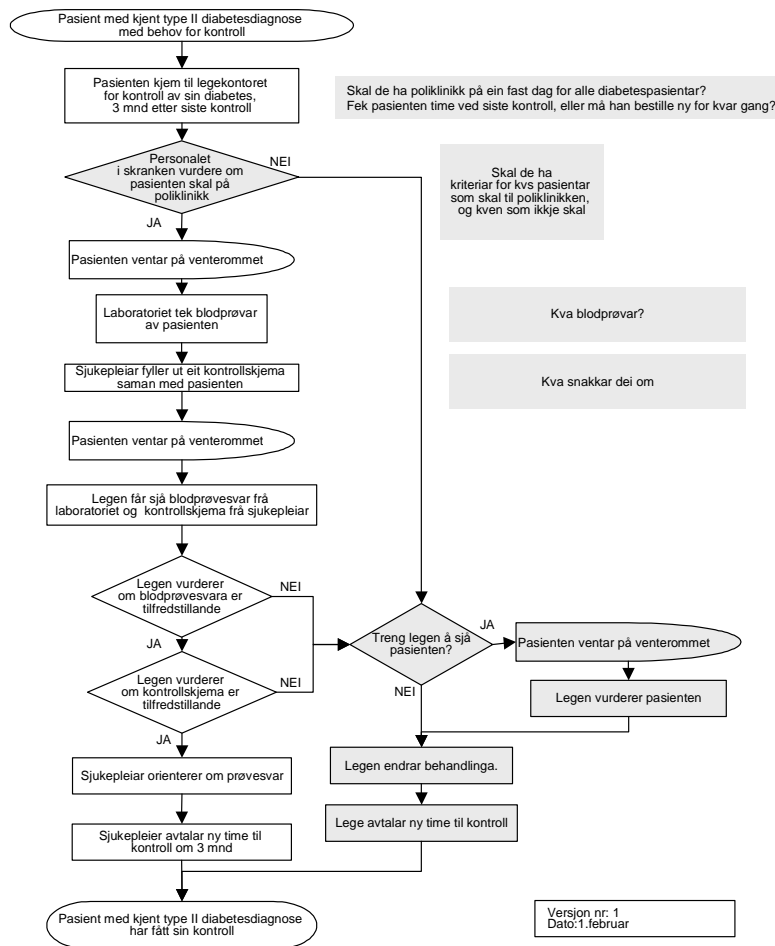 Pasient med kjent type II diabetesdiagnose
med behov for kontroll
Pasienten kjem til legekontoret
for kontroll av sin diabetes,
3 mnd etter siste kontroll
Skal de ha poliklinikk på ein fast dag for alle diabetespasientar?
Fek pasienten time ved siste kontroll, eller må han bestille ny for kvar gang?
Personalet
i skranken vurdere om
pasienten skal på
poliklinikk
NEI
JA
Skal de ha
kriteriar for kvs pasientar
som skal til poliklinikken,
og kven som ikkje skal
Pasienten ventar på venterommet
Laboratoriet tek blodprøvar
av pasienten
Kva blodprøvar?
Sjukepleiar fyller ut eit kontrollskjema
saman med pasienten
Kva snakkar dei om
Pasienten ventar på venterommet
Legen får sjå blodprøvesvar frå
laboratoriet og kontrollskjema frå sjukepleiar
Legen vurderer
om blodprøvesvara er
tilfredstillande
NEI
JA
Legen vurderer
om kontrollskjema er
tilfredstillande
NEI
JA
Treng legen å sjå
pasienten?
JA
NEI
Pasienten ventar på venterommet
Legen vurderer pasienten
Legen endrar behandlinga.
Lege avtalar ny time til kontroll
Sjukepleiar orienterer om prøvesvar
Sjukepleier avtalar ny time til
kontroll om 3 mnd
Pasient med kjent type II diabetesdiagnose
har fått sin kontroll
Versjon nr: 1
Dato:1.februar